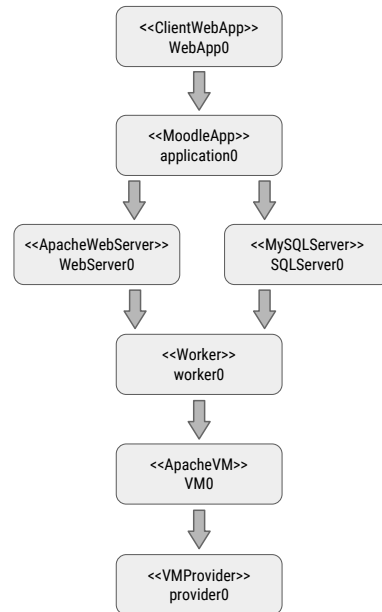 <<ClientWebApp>>
WebApp0
<<MoodleApp>>
application0
<<ApacheWebServer>>
WebServer0
<<MySQLServer>>
SQLServer0
<<Worker>>
worker0
<<ApacheVM>>
VM0
<<VMProvider>>
provider0